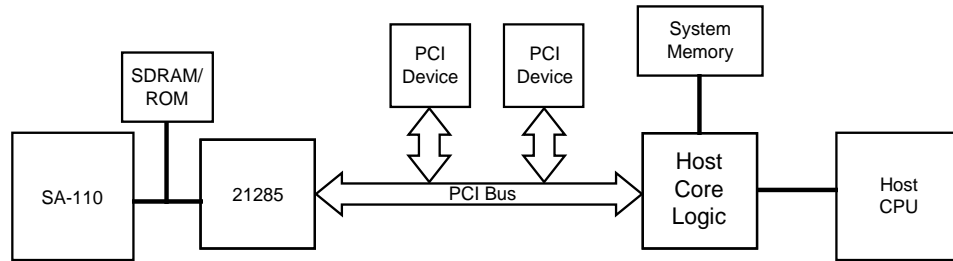 System
Memory
PCI
Device
PCI
Device
SDRAM/
ROM
SA-110
21285
PCI Bus
Host
Core
Logic
Host
CPU